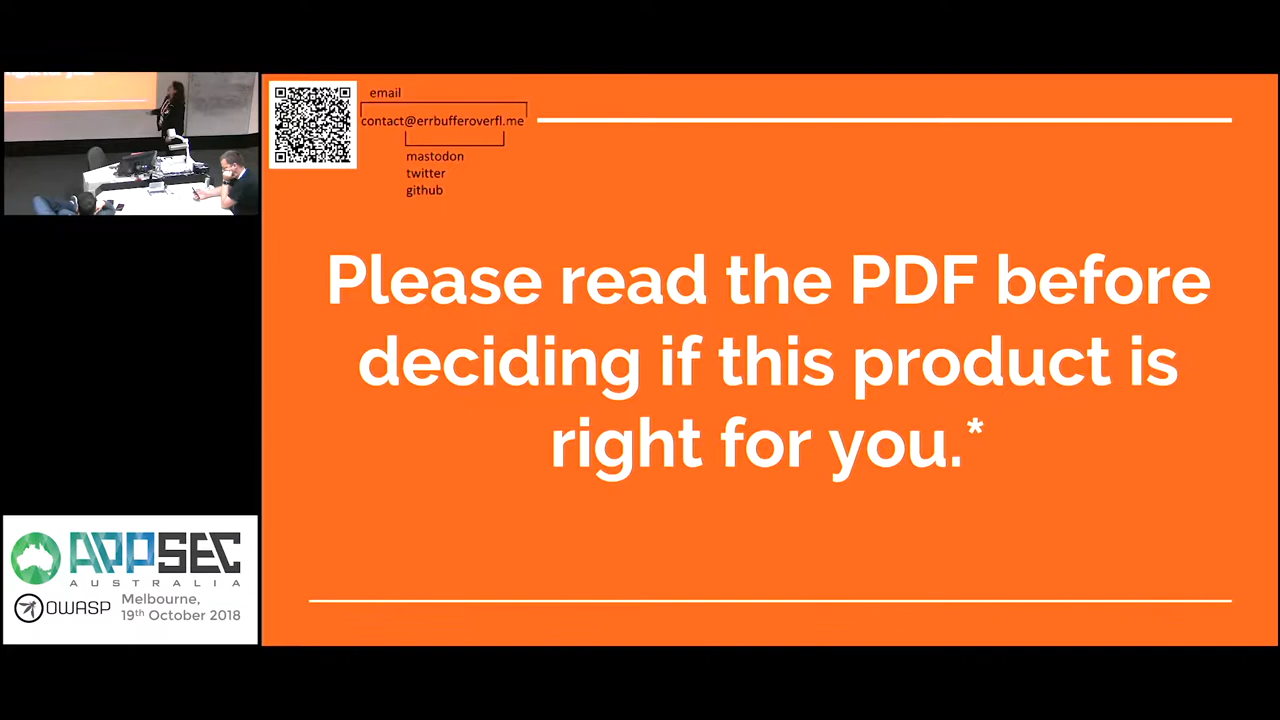 email
contact@errbufferoverfl.me
mastodon
twitter
github
Please read the PDF before
deciding if this product is
right for you.*
APPSEC
AUSTRALIA
OWASP
Melbourne,
19th October 2018